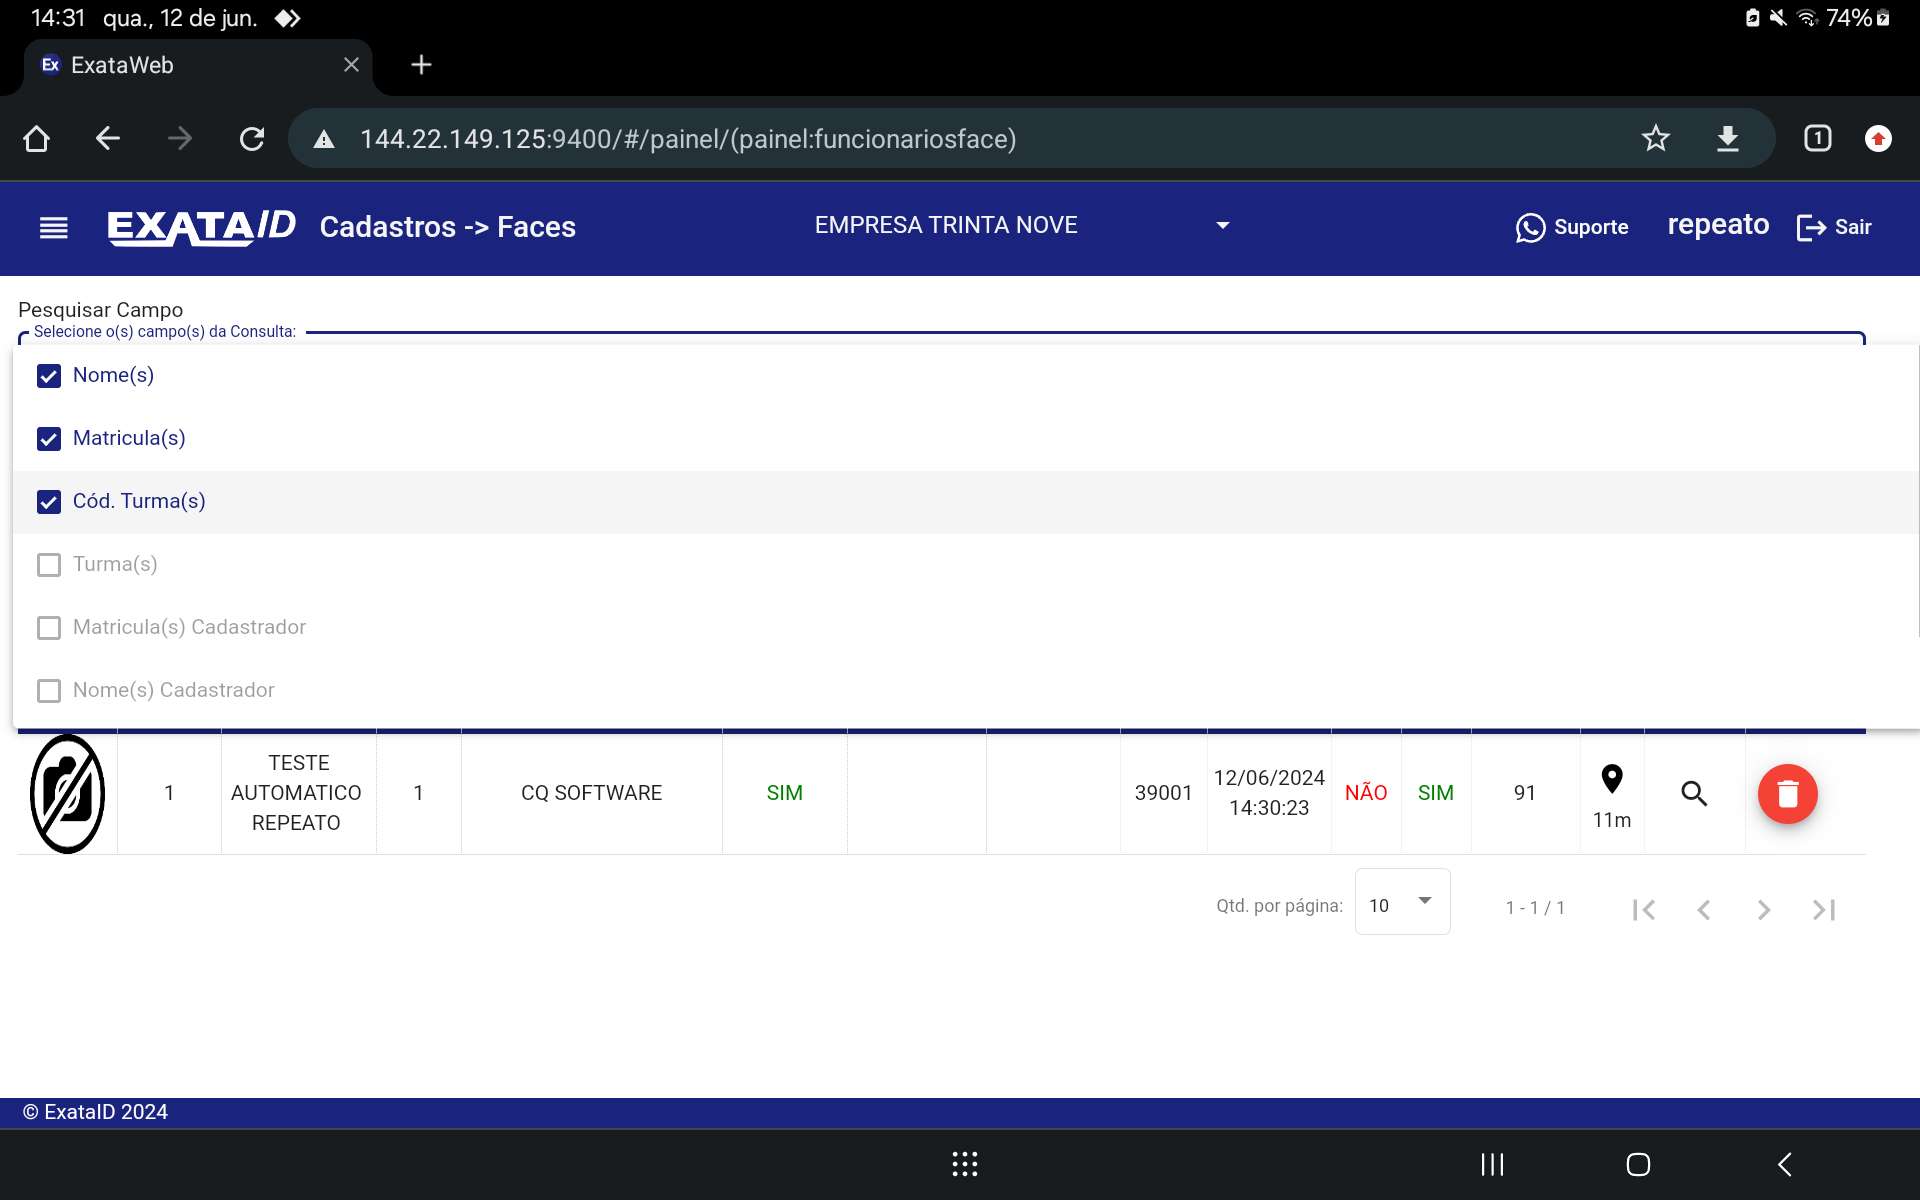 14:31 qua., 12 de jun. 74%
Ex ExataWeb
144.22.149.125:9400/#/painel/(painel:funcionariosface) 1
EXATA ID Cadastros -> Faces EMPRESA TRINTA NOVE Suporte repeato Sair
Pesquisar Campo
Selecione o(s) campo(s) da Consulta:
Nome(s)
Matricula(s)
Cód. Turma(s)
Turma(s)
Matricula(s) Cadastrador
Nome(s) Cadastrador
1 TESTE AUTOMATICO REPEATO 1 CQ SOFTWARE SIM 39001 12/06/2024 14:30:23 NÃO SIM 91 11m
Qtd. por página: 10 1 - 1 / 1
© ExataID 2024